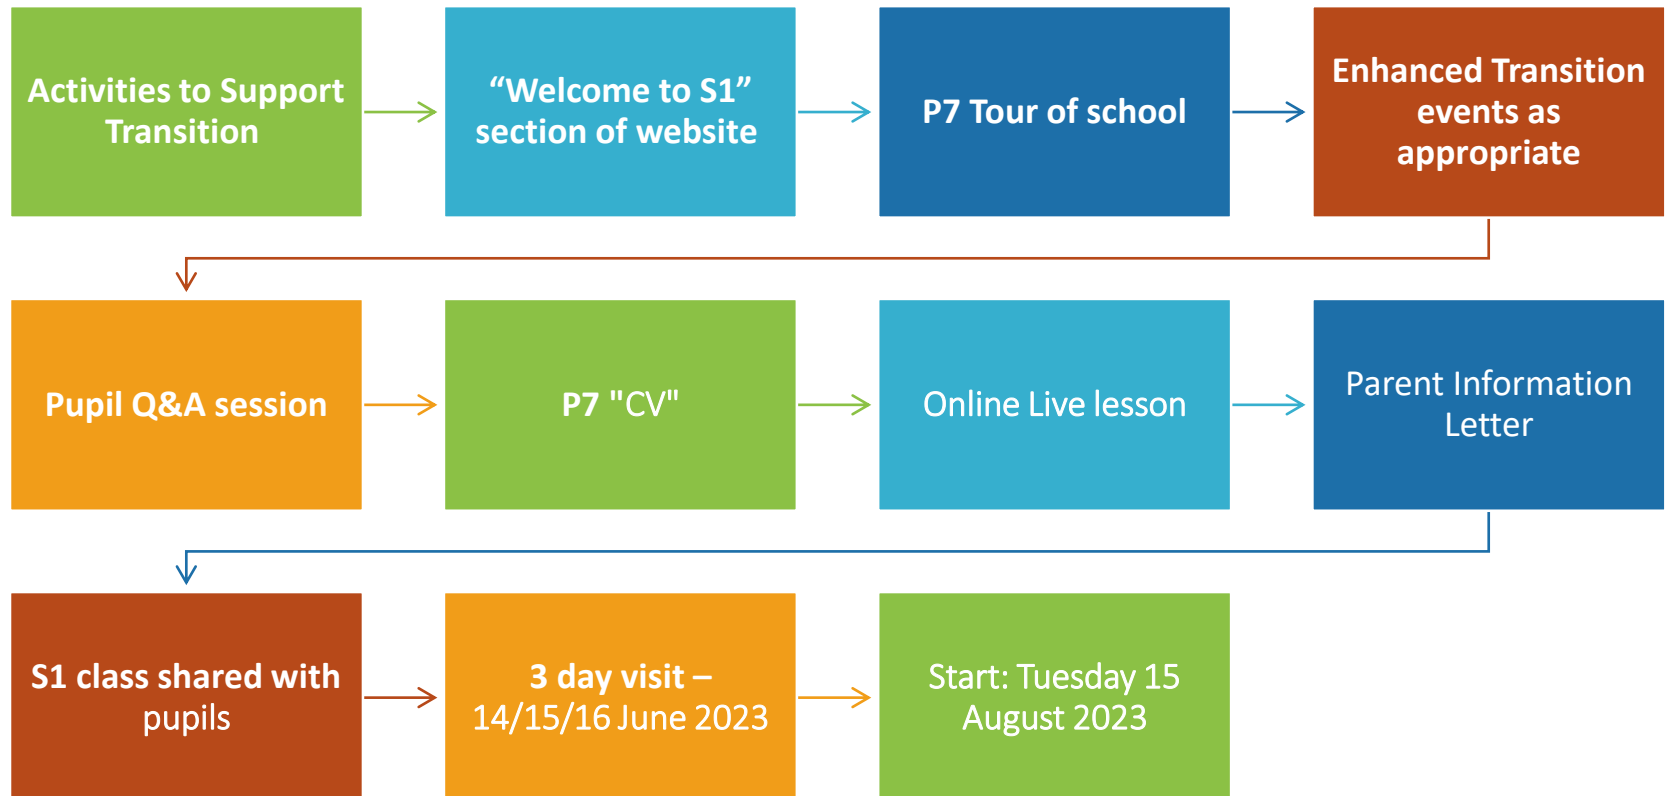 Activities to Support
Transition
“Welcome to S1”
section of website
P7 Tour of school
Enhanced Transition
events as
appropriate
Pupil Q&A session
P7 "CV"
Online Live lesson
Parent Information
Letter
S1 class shared with
pupils
3 day visit –
14/15/16 June 2023
Start: Tuesday 15
August 2023